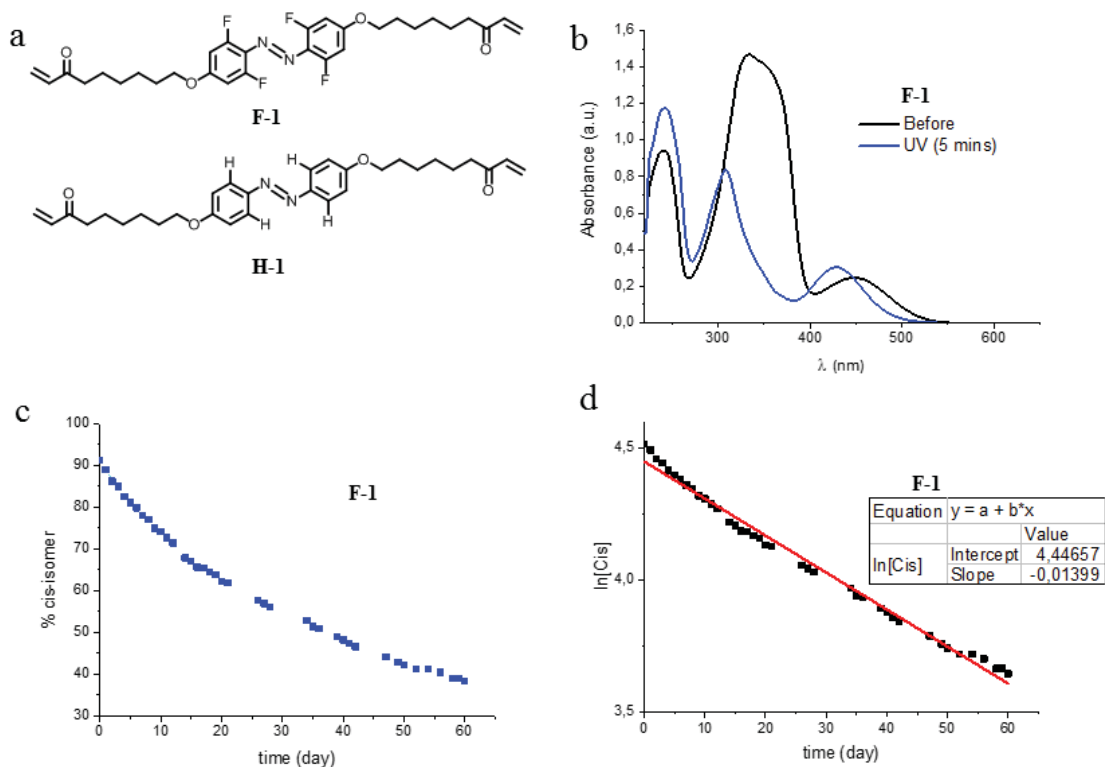 a
F
F
N
N
F
F
O
O
O
O
F-1
H
H
N
N
H
H
O
O
O
O
H-1
b
F-1
Before
UV (5 mins)
Absorbance (a.u.)
1,6
1,4
1,2
1,0
0,8
0,6
0,4
0,2
0,0
300 400 500 600
λ (nm)
c
F-1
% cis-isomer
100
90
80
70
60
50
40
30
0 10 20 30 40 50 60
time (day)
d
F-1
Equation y = a + b*x
Value
ln[Cis] Intercept 4,44657
Slope -0,01399
ln[Cis]
4,5
4,0
3,5
0 10 20 30 40 50 60
time (day)